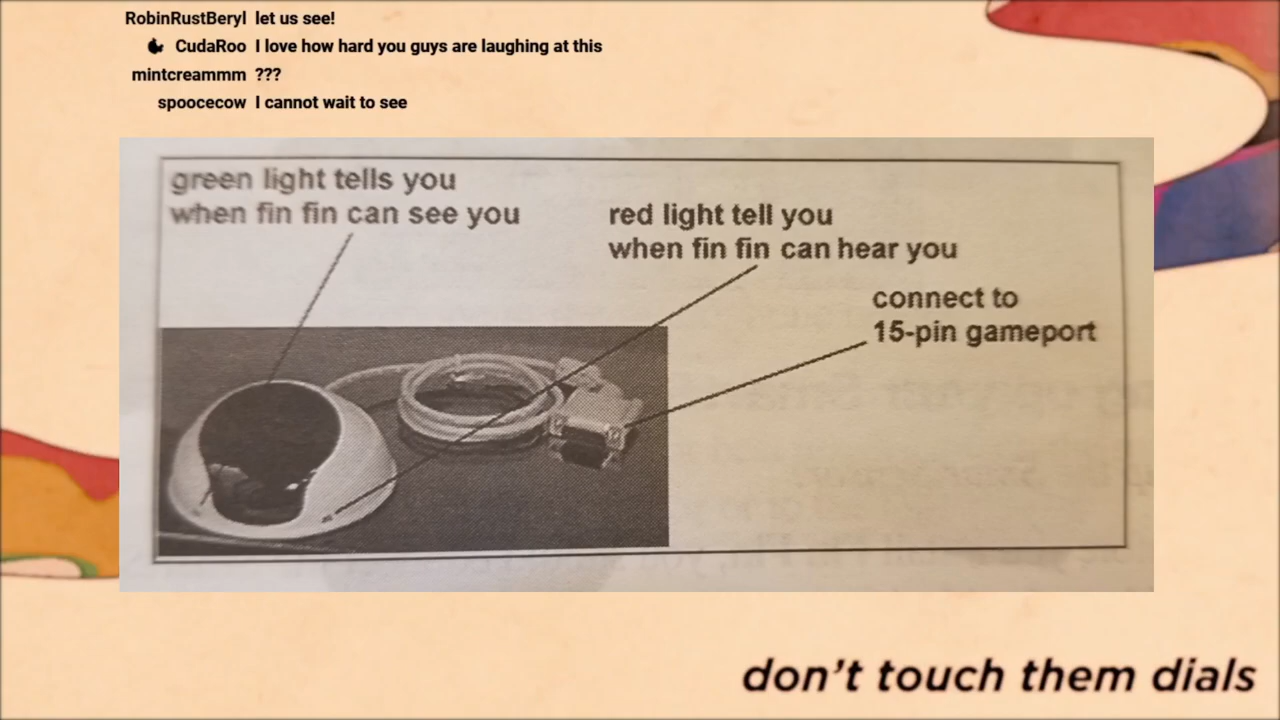 RobinRustBeryl let us see!
CudaRoo I love how hard you guys are laughing at this
mintcreammm ???
spoocecow I cannot wait to see
green light tells you
when fin fin can see you
red light tell you
when fin fin can hear you
connect to
15-pin gameport
don't touch them dials